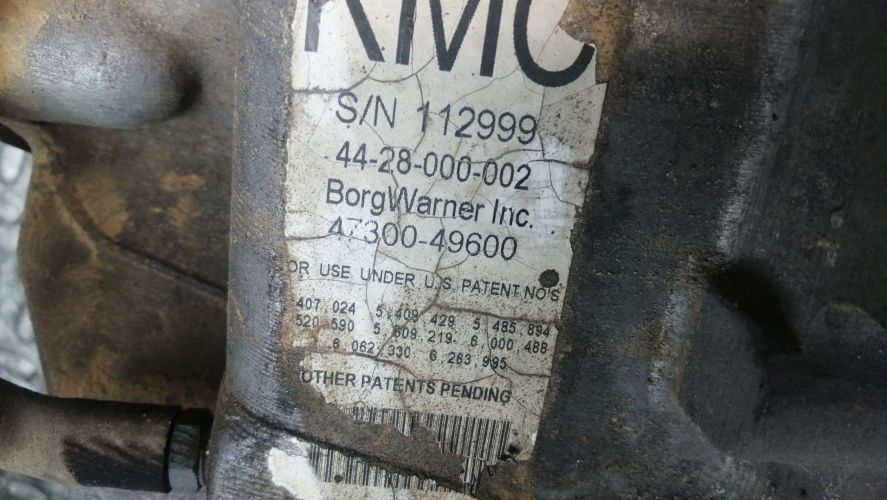 KMC
S/N 112999
44-28-000-002
BorgWarner Inc.
47300-49600
OR USE UNDER U.S. PATENT NO'S
407 024 5 409 429 5 485 894
520 590 5 809 219 6 000 488
6 062 330 6 263 995
OTHER PATENTS PENDING